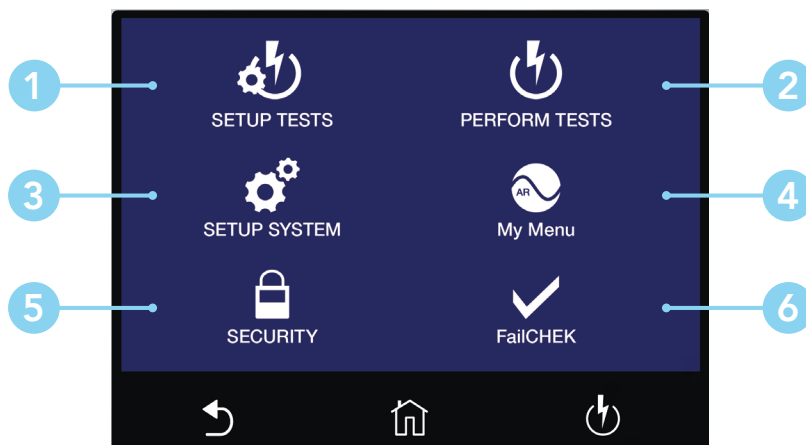 1
2
SETUP TESTS
PERFORM TESTS
3
AR
4
SETUP SYSTEM
My Menu
5
6
SECURITY
FailCHEK